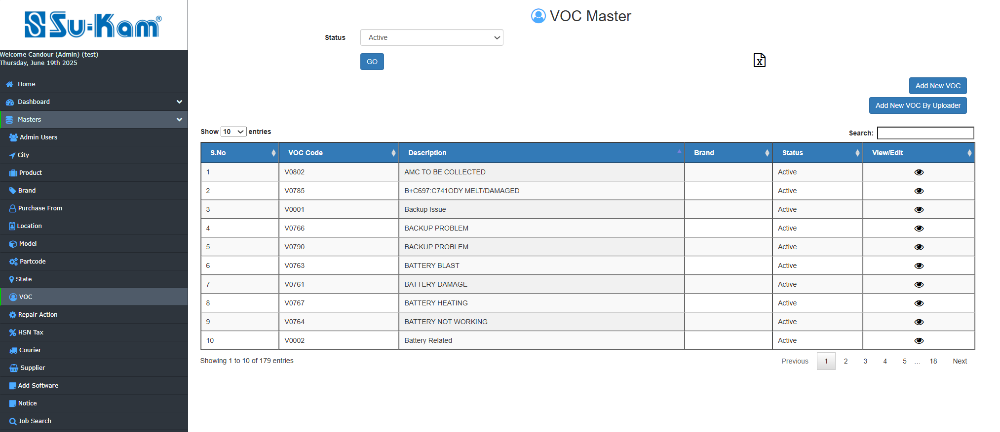 Su-Kam®
Welcome Candour (Admin) (test)
Thursday, June 19th 2025
Home
Dashboard
Masters
Admin Users
City
Product
Brand
Purchase From
Location
Model
Partcode
State
VOC
Repair Action
HSN Tax
Courier
Supplier
Add Software
Notice
Job Search
VOC Master
Status Active
GO
Add New VOC
Add New VOC By Uploader
Show 10 entries
Search:
S.No VOC Code Description Brand Status View/Edit
1 V0802 AMC TO BE COLLECTED Active
2 V0785 B+C697:C741ODY MELT/DAMAGED Active
3 V0001 Backup Issue Active
4 V0766 BACKUP PROBLEM Active
5 V0790 BACKUP PROBLEM Active
6 V0763 BATTERY BLAST Active
7 V0761 BATTERY DAMAGE Active
8 V0767 BATTERY HEATING Active
9 V0764 BATTERY NOT WORKING Active
10 V0002 Battery Related Active
Showing 1 to 10 of 179 entries
Previous 1 2 3 4 5 … 18 Next